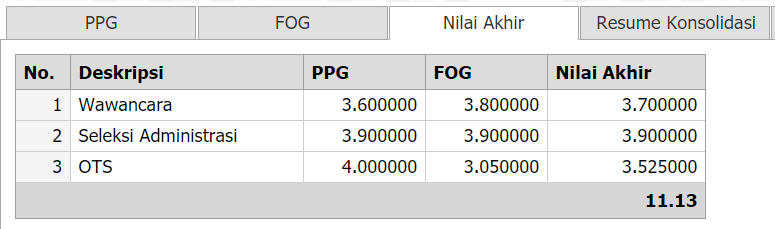 PPG FOG Nilai Akhir Resume Konsolidasi
No. Deskripsi PPG FOG Nilai Akhir
1 Wawancara 3.600000 3.800000 3.700000
2 Seleksi Administrasi 3.900000 3.900000 3.900000
3 OTS 4.000000 3.050000 3.525000
11.13